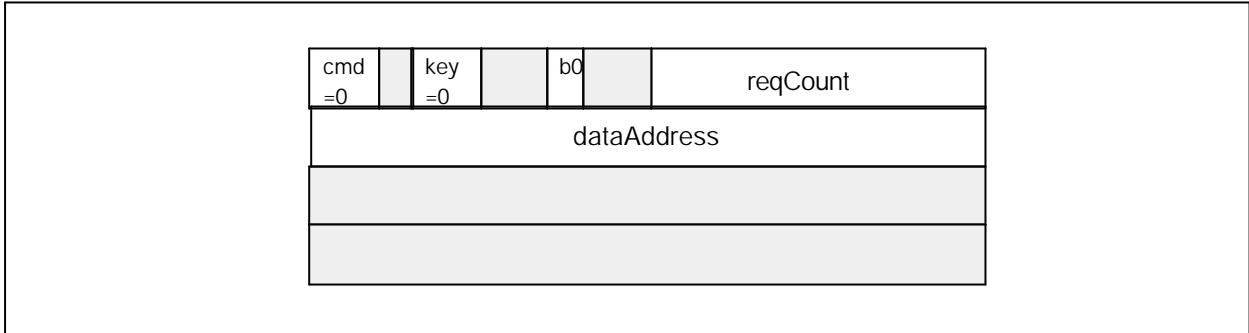 cmd key b0 reqCount
=0 =0
dataAddress